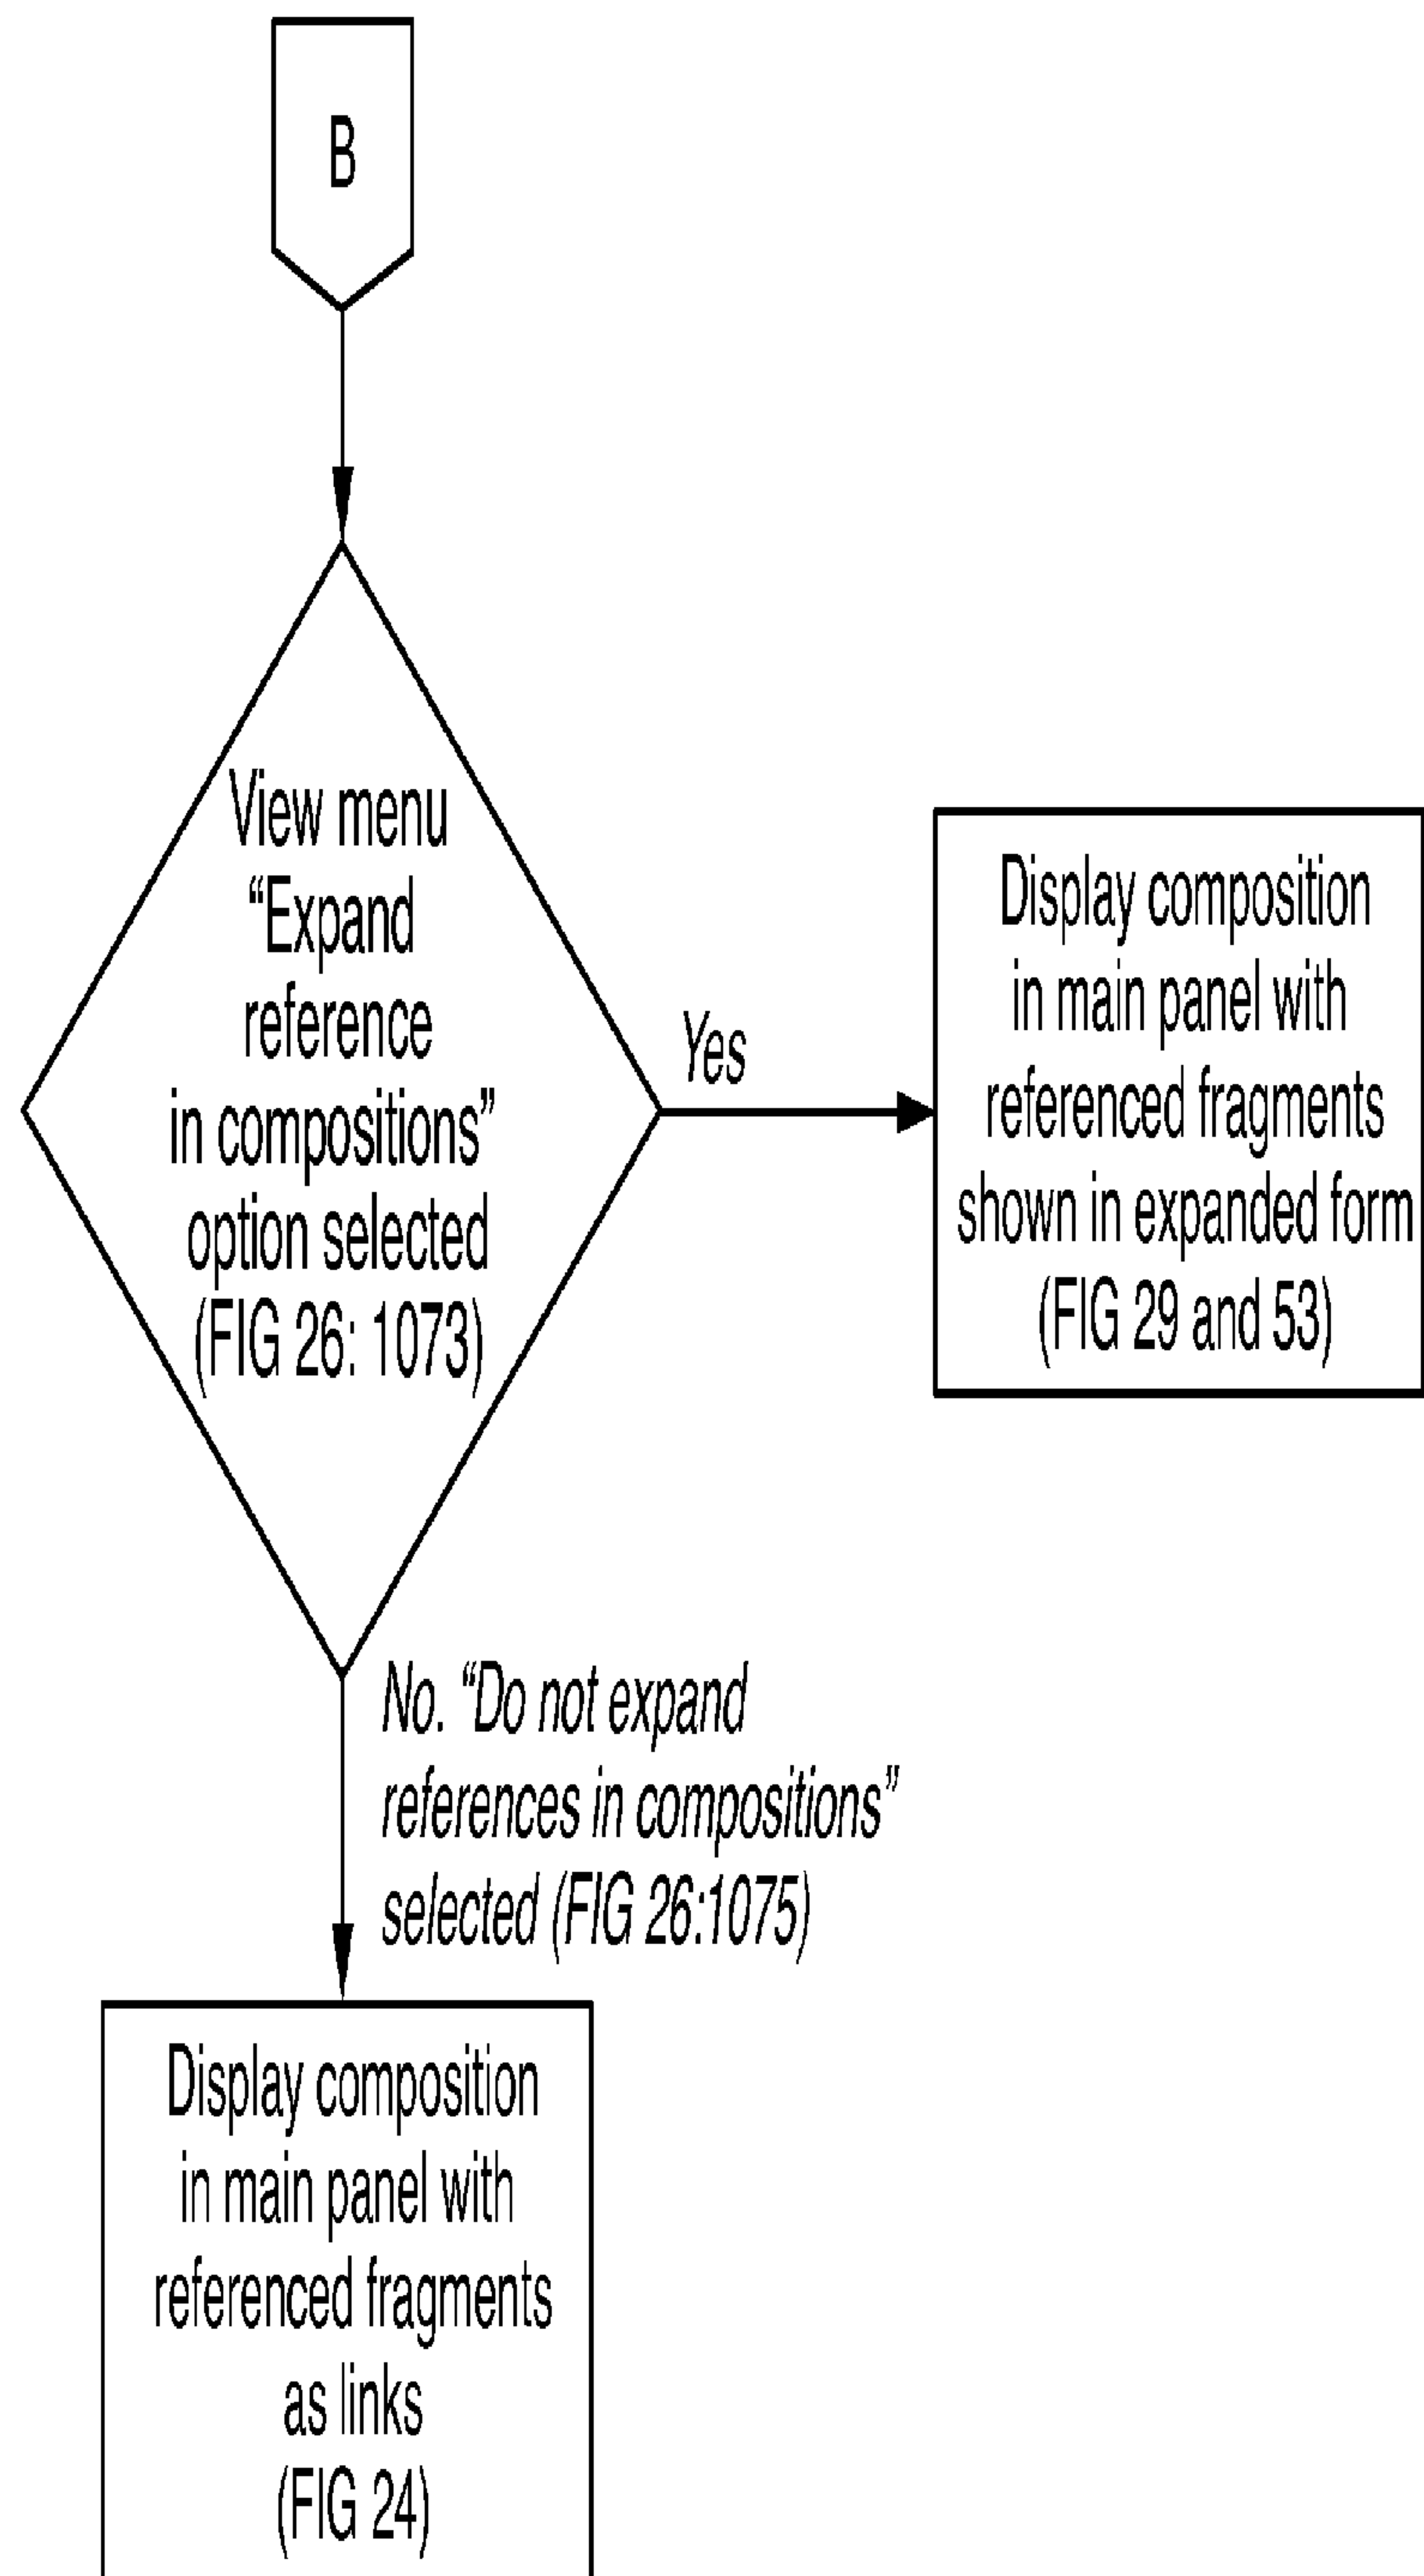 B
View menu
“Expand
reference
in compositions”
option selected
(FIG 26: 1073)
Yes
Display composition
in main panel with
referenced fragments
shown in expanded form
(FIG 29 and 53)
No. “Do not expand
references in compositions”
selected (FIG 26:1075)
Display composition
in main panel with
referenced fragments
as links
(FIG 24)